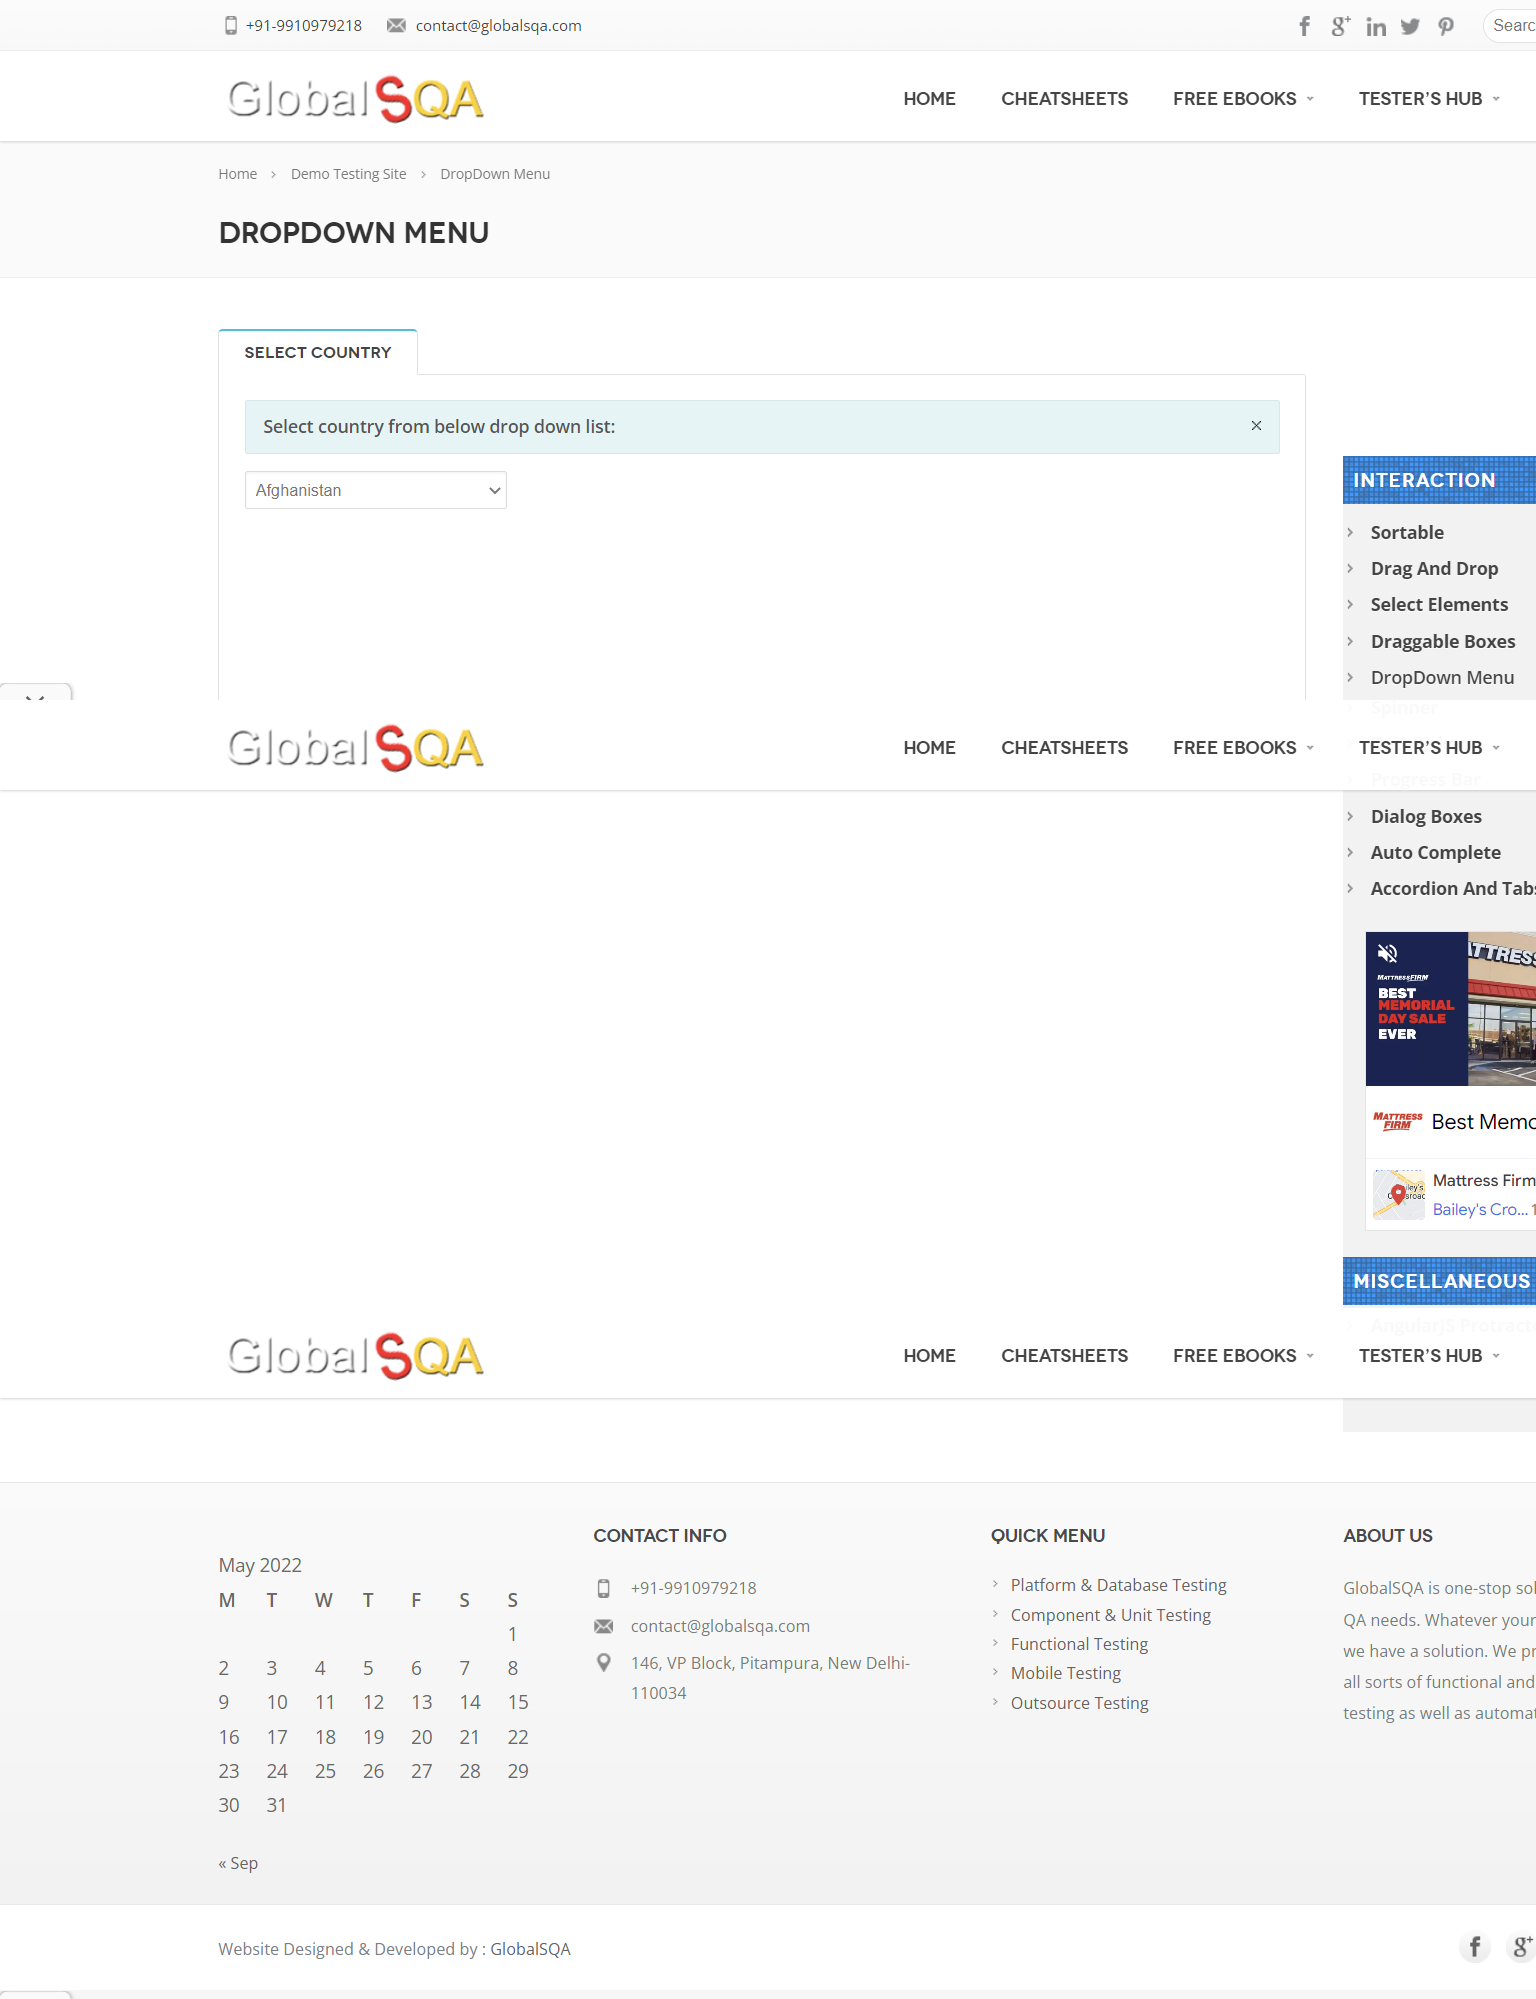 +91-9910979218 contact@globalsqa.com Searc
GlobalSQA HOME CHEATSHEETS FREE EBOOKS TESTER'S HUB
Home Demo Testing Site DropDown Menu
DROPDOWN MENU
SELECT COUNTRY
Select country from below drop down list:
Afghanistan
INTERACTION
Sortable
Drag And Drop
Select Elements
Draggable Boxes
DropDown Menu
Spinner
GlobalSQA HOME CHEATSHEETS FREE EBOOKS TESTER'S HUB
Progress Bar
Dialog Boxes
Auto Complete
Accordion And Tabs
MATTRESS
MATTRESS FIRM
BEST
MEMORIAL
DAY SALE
EVER
MATTRESS
FIRM
Best Memo
Mattress Firm
Bailey's Cro... 1
MISCELLANEOUS
AngularJS Protracto
GlobalSQA HOME CHEATSHEETS FREE EBOOKS TESTER'S HUB
May 2022
M T W T F S S
1
2 3 4 5 6 7 8
9 10 11 12 13 14 15
16 17 18 19 20 21 22
23 24 25 26 27 28 29
30 31
« Sep
CONTACT INFO
+91-9910979218
contact@globalsqa.com
146, VP Block, Pitampura, New Delhi-
110034
QUICK MENU
Platform & Database Testing
Component & Unit Testing
Functional Testing
Mobile Testing
Outsource Testing
ABOUT US
GlobalSQA is one-stop sol
QA needs. Whatever your
we have a solution. We pr
all sorts of functional and
testing as well as automat
Website Designed & Developed by : GlobalSQA